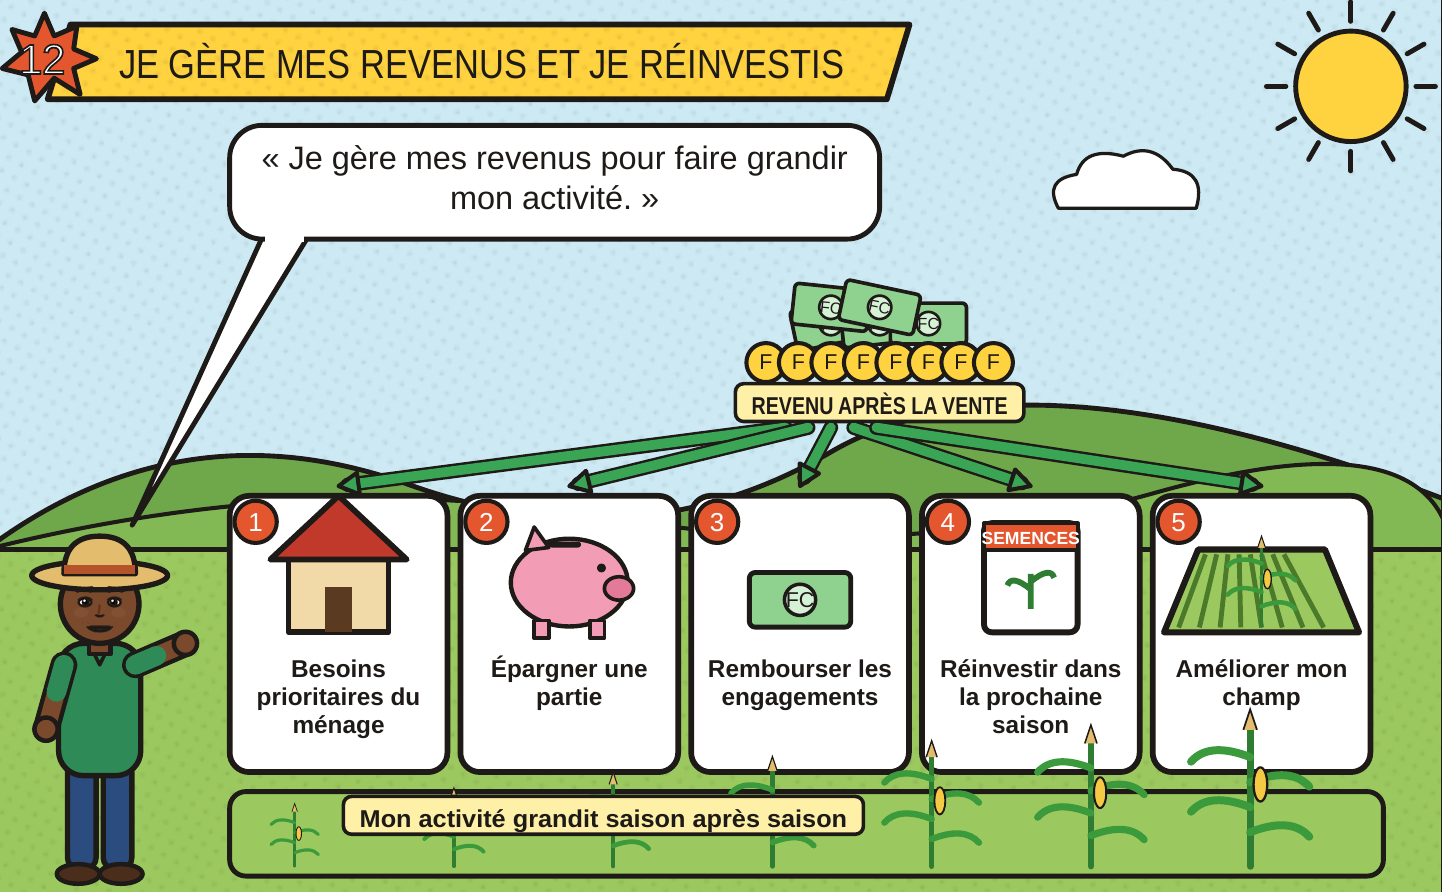 12
JE GÈRE MES REVENUS ET JE RÉINVESTIS
« Je gère mes revenus pour faire grandir
mon activité. »
FC FC FC
F F F F F F F F
REVENU APRÈS LA VENTE
1
Besoins
prioritaires du
ménage
2
Épargner une
partie
3
FC
Rembourser les
engagements
4
SEMENCES
Réinvestir dans
la prochaine
saison
5
Améliorer mon
champ
Mon activité grandit saison après saison